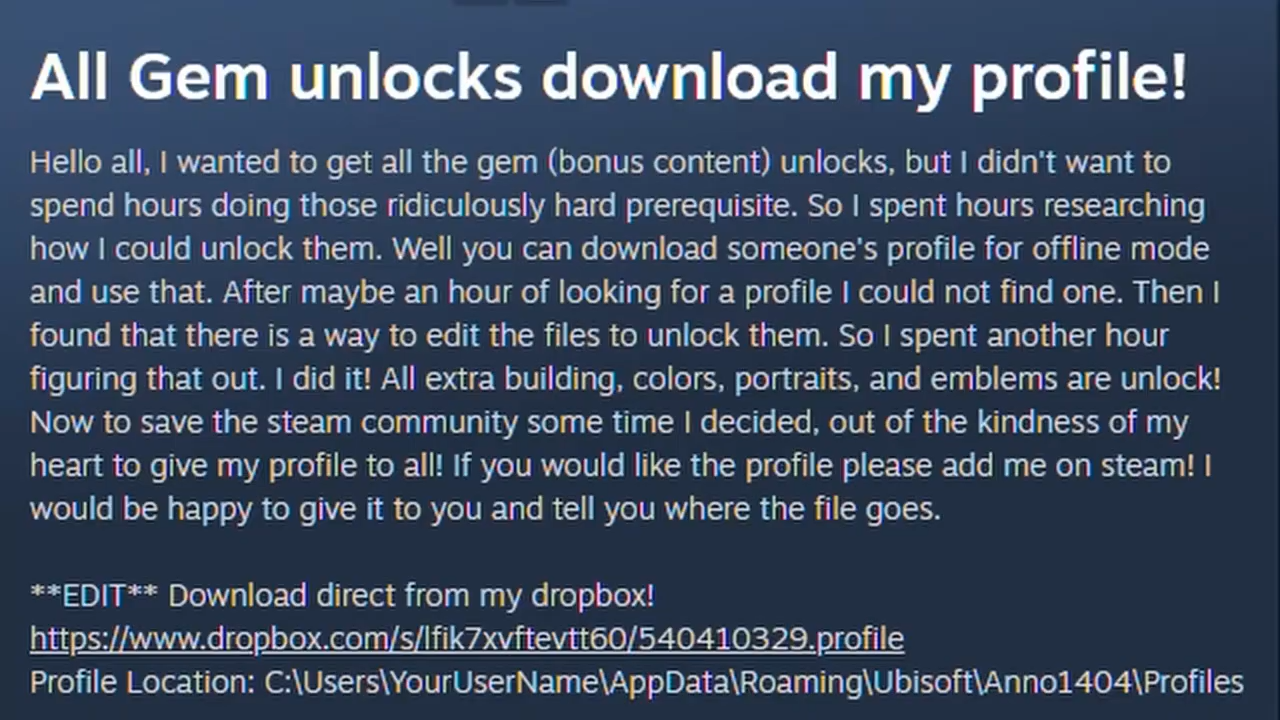 All Gem unlocks download my profile!
Hello all, I wanted to get all the gem (bonus content) unlocks, but I didn't want to
spend hours doing those ridiculously hard prerequisite. So I spent hours researching
how I could unlock them. Well you can download someone's profile for offline mode
and use that. After maybe an hour of looking for a profile I could not find one. Then I
found that there is a way to edit the files to unlock them. So I spent another hour
figuring that out. I did it! All extra building, colors, portraits, and emblems are unlock!
Now to save the steam community some time I decided, out of the kindness of my
heart to give my profile to all! If you would like the profile please add me on steam! I
would be happy to give it to you and tell you where the file goes.
**EDIT** Download direct from my dropbox!
https://www.dropbox.com/s/lfik7xvftevtt60/540410329.profile
Profile Location: C:\Users\YourUserName\AppData\Roaming\Ubisoft\Anno1404\Profiles